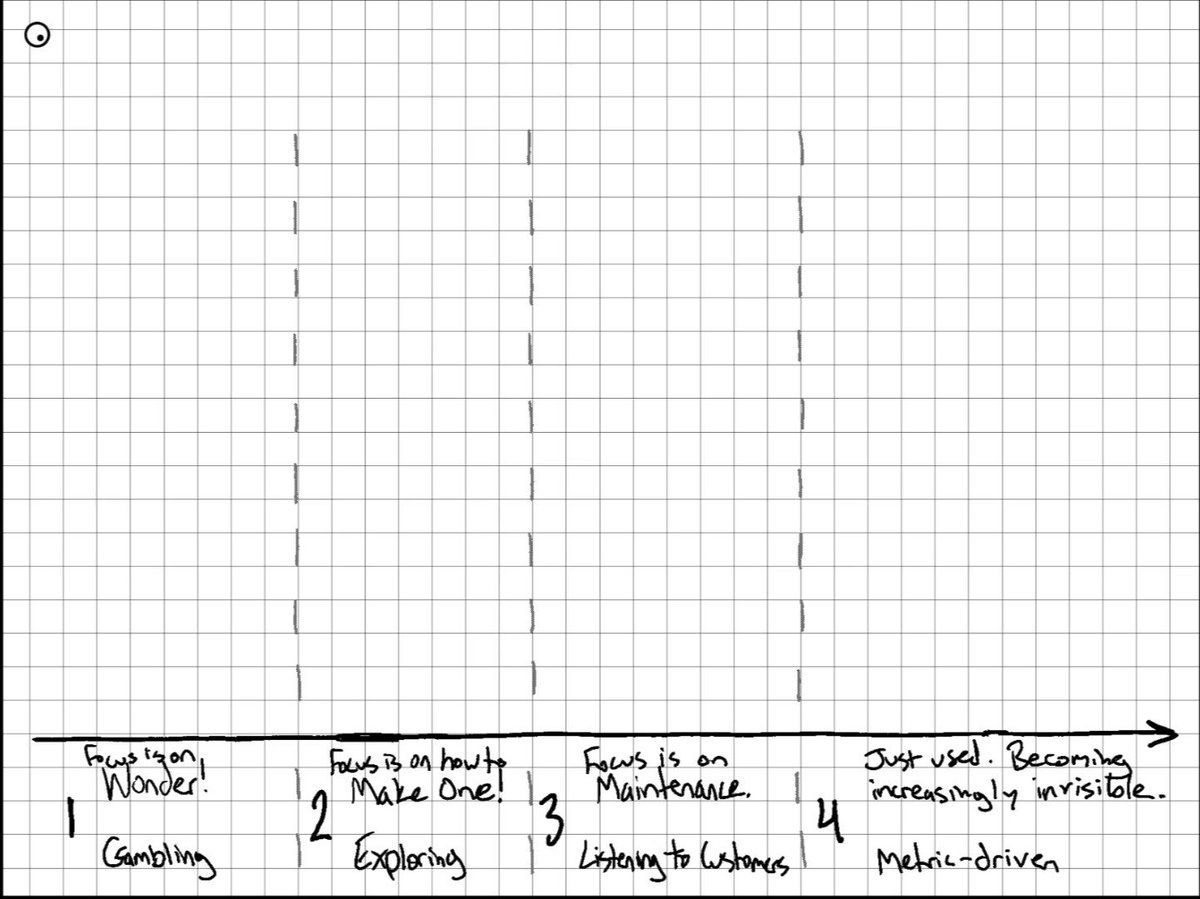 1
Focus is on
Wonder!
Gambling
2
Focus is on how to
Make One!
Exploring
3
Focus is on
Maintenance.
Listening to Customers
4
Just used. Becoming
increasingly invisible.
Metric-driven